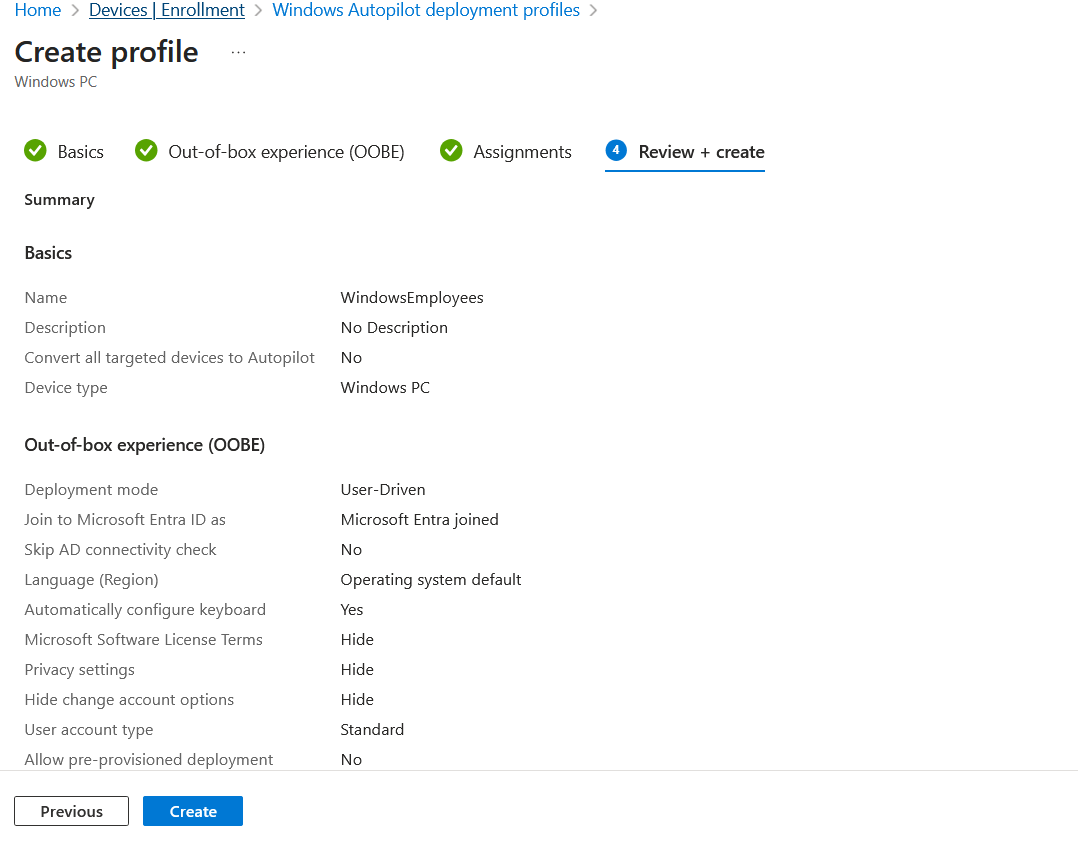 Home > Devices | Enrollment > Windows Autopilot deployment profiles >
Create profile ...
Windows PC
Basics Out-of-box experience (OOBE) Assignments 4 Review + create
Summary
Basics
Name WindowsEmployees
Description No Description
Convert all targeted devices to Autopilot No
Device type Windows PC
Out-of-box experience (OOBE)
Deployment mode User-Driven
Join to Microsoft Entra ID as Microsoft Entra joined
Skip AD connectivity check No
Language (Region) Operating system default
Automatically configure keyboard Yes
Microsoft Software License Terms Hide
Privacy settings Hide
Hide change account options Hide
User account type Standard
Allow pre-provisioned deployment No
Previous Create